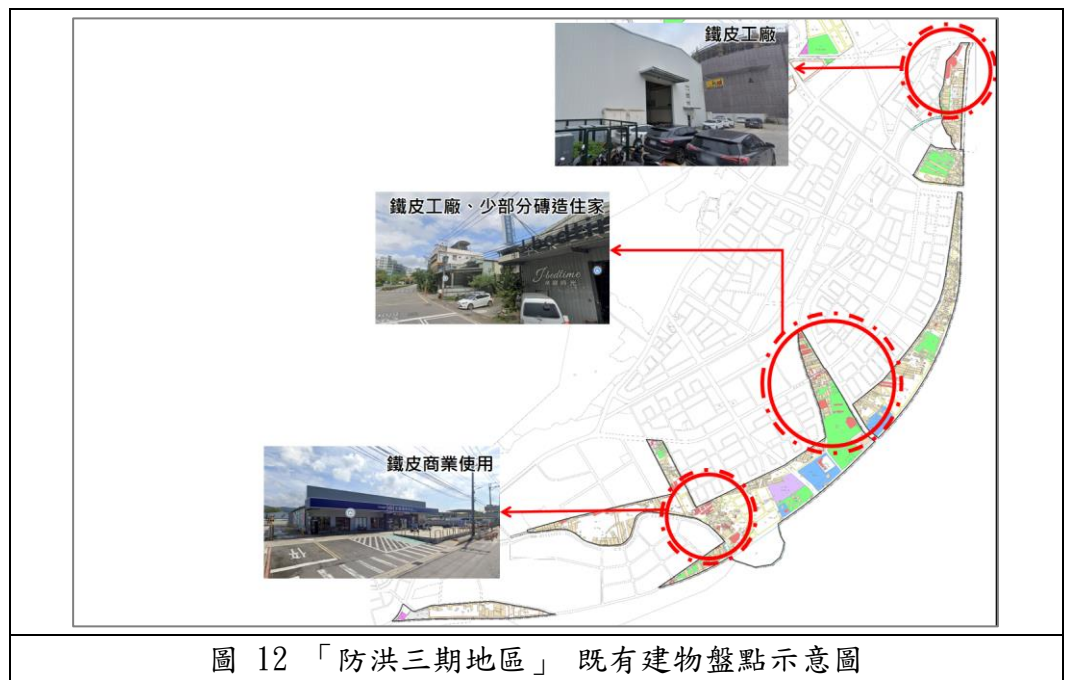 鐵皮工廠
鐵皮工廠、少部分磚造住家
J-bedtime
鐵皮商業使用
圖 12 「防洪三期地區」 既有建物盤點示意圖